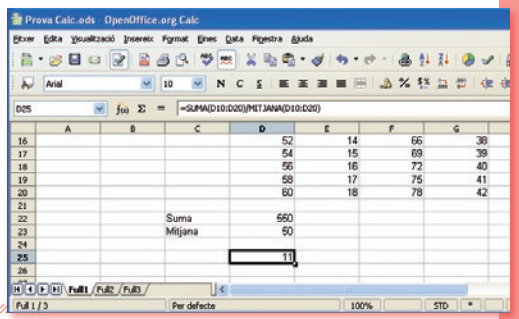 Prova Calc.ods - OpenOffice.org Calc
Fitxer Edita Visualització Insereix Format Eines Data Finestra Ajuda
Arial 10 N C S
D25 f(x) Σ = =SUMA(D10:D20)/MITJANA(D10:D20)
A B C D E F G
16 52 14 66 38
17 54 15 69 39
18 56 16 72 40
19 58 17 75 41
20 60 18 78 42
21
22 Suma 550
23 Mitjana 50
24
25 11
26
Full1 Full2 Full3
Full 1 / 3 Per defecte 100% STD *